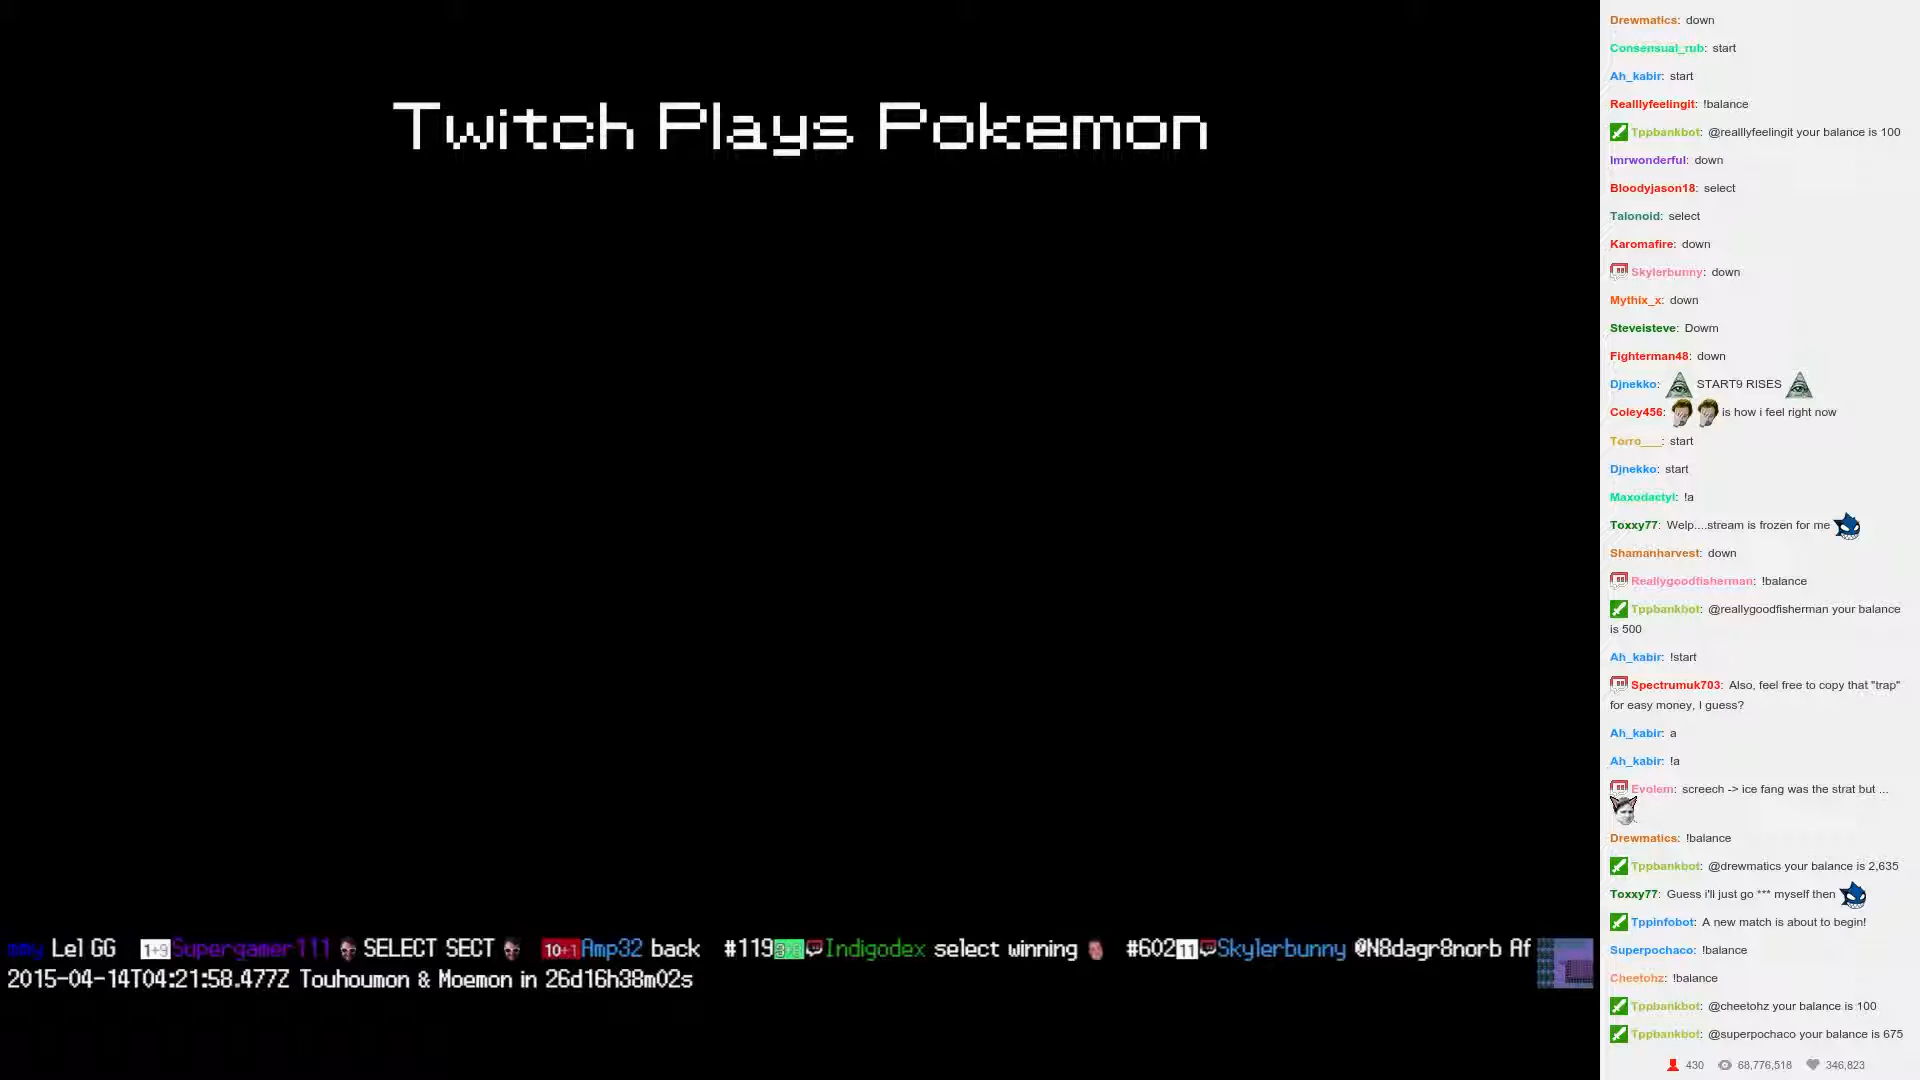 Twitch Plays Pokemon
mmy Lel GG 1+9 Supergamer111 SELECT SECT 10+1 Amp32 back #119 Indigodex select winning #602 11 Skylerbunny @N8dagr8norb Af
2015-04-14T04:21:58.477Z Touhoumon & Moemon in 26d16h38m02s
Drewmatics: down
Consensual_rub: start
Ah_kabir: start
Realllyfeelingit: !balance
Tppbankbot: @realllyfeelingit your balance is 100
Imrwonderful: down
Bloodyjason18: select
Talonoid: select
Karomafire: down
Skylerbunny: down
Mythix_x: down
Steveisteve: Dowm
Fighterman48: down
Djnekko: START9 RISES
Coley456: is how i feel right now
Torro___: start
Djnekko: start
Maxodactyl: !a
Toxxy77: Welp....stream is frozen for me
Shamanharvest: down
Reallygoodfisherman: !balance
Tppbankbot: @reallygoodfisherman your balance
is 500
Ah_kabir: !start
Spectrumuk703: Also, feel free to copy that "trap"
for easy money, I guess?
Ah_kabir: a
Ah_kabir: !a
Evolem: screech -> ice fang was the strat but ...
Drewmatics: !balance
Tppbankbot: @drewmatics your balance is 2,635
Toxxy77: Guess i'll just go *** myself then
Tppinfobot: A new match is about to begin!
Superpochaco: !balance
Cheetohz: !balance
Tppbankbot: @cheetohz your balance is 100
Tppbankbot: @superpochaco your balance is 675
430 68,776,518 346,823